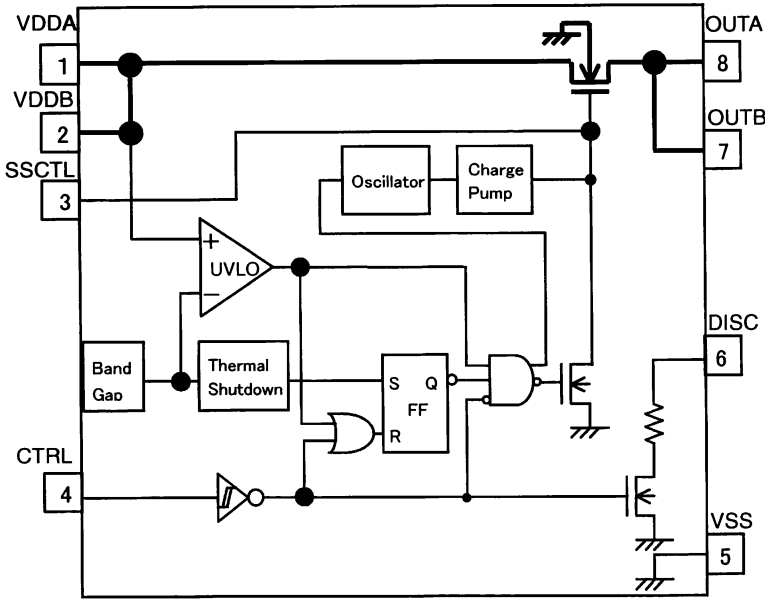 VDDA
OUTA
1
8
VDDB
2
OUTB
7
SSCTL
3
Oscillator
Charge
Pump
+
UVLO
−
DISC
6
Band
Gap
Thermal
Shutdown
S
Q
FF
R
CTRL
4
VSS
5